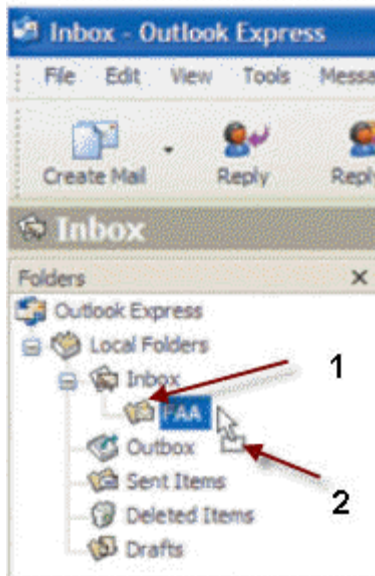 Inbox - Outlook Express
File Edit View Tools Messa
Create Mail Reply Reply
Inbox
Folders X
Outlook Express
Local Folders
Inbox
1
FAA
Outbox
Sent Items
2
Deleted Items
Drafts